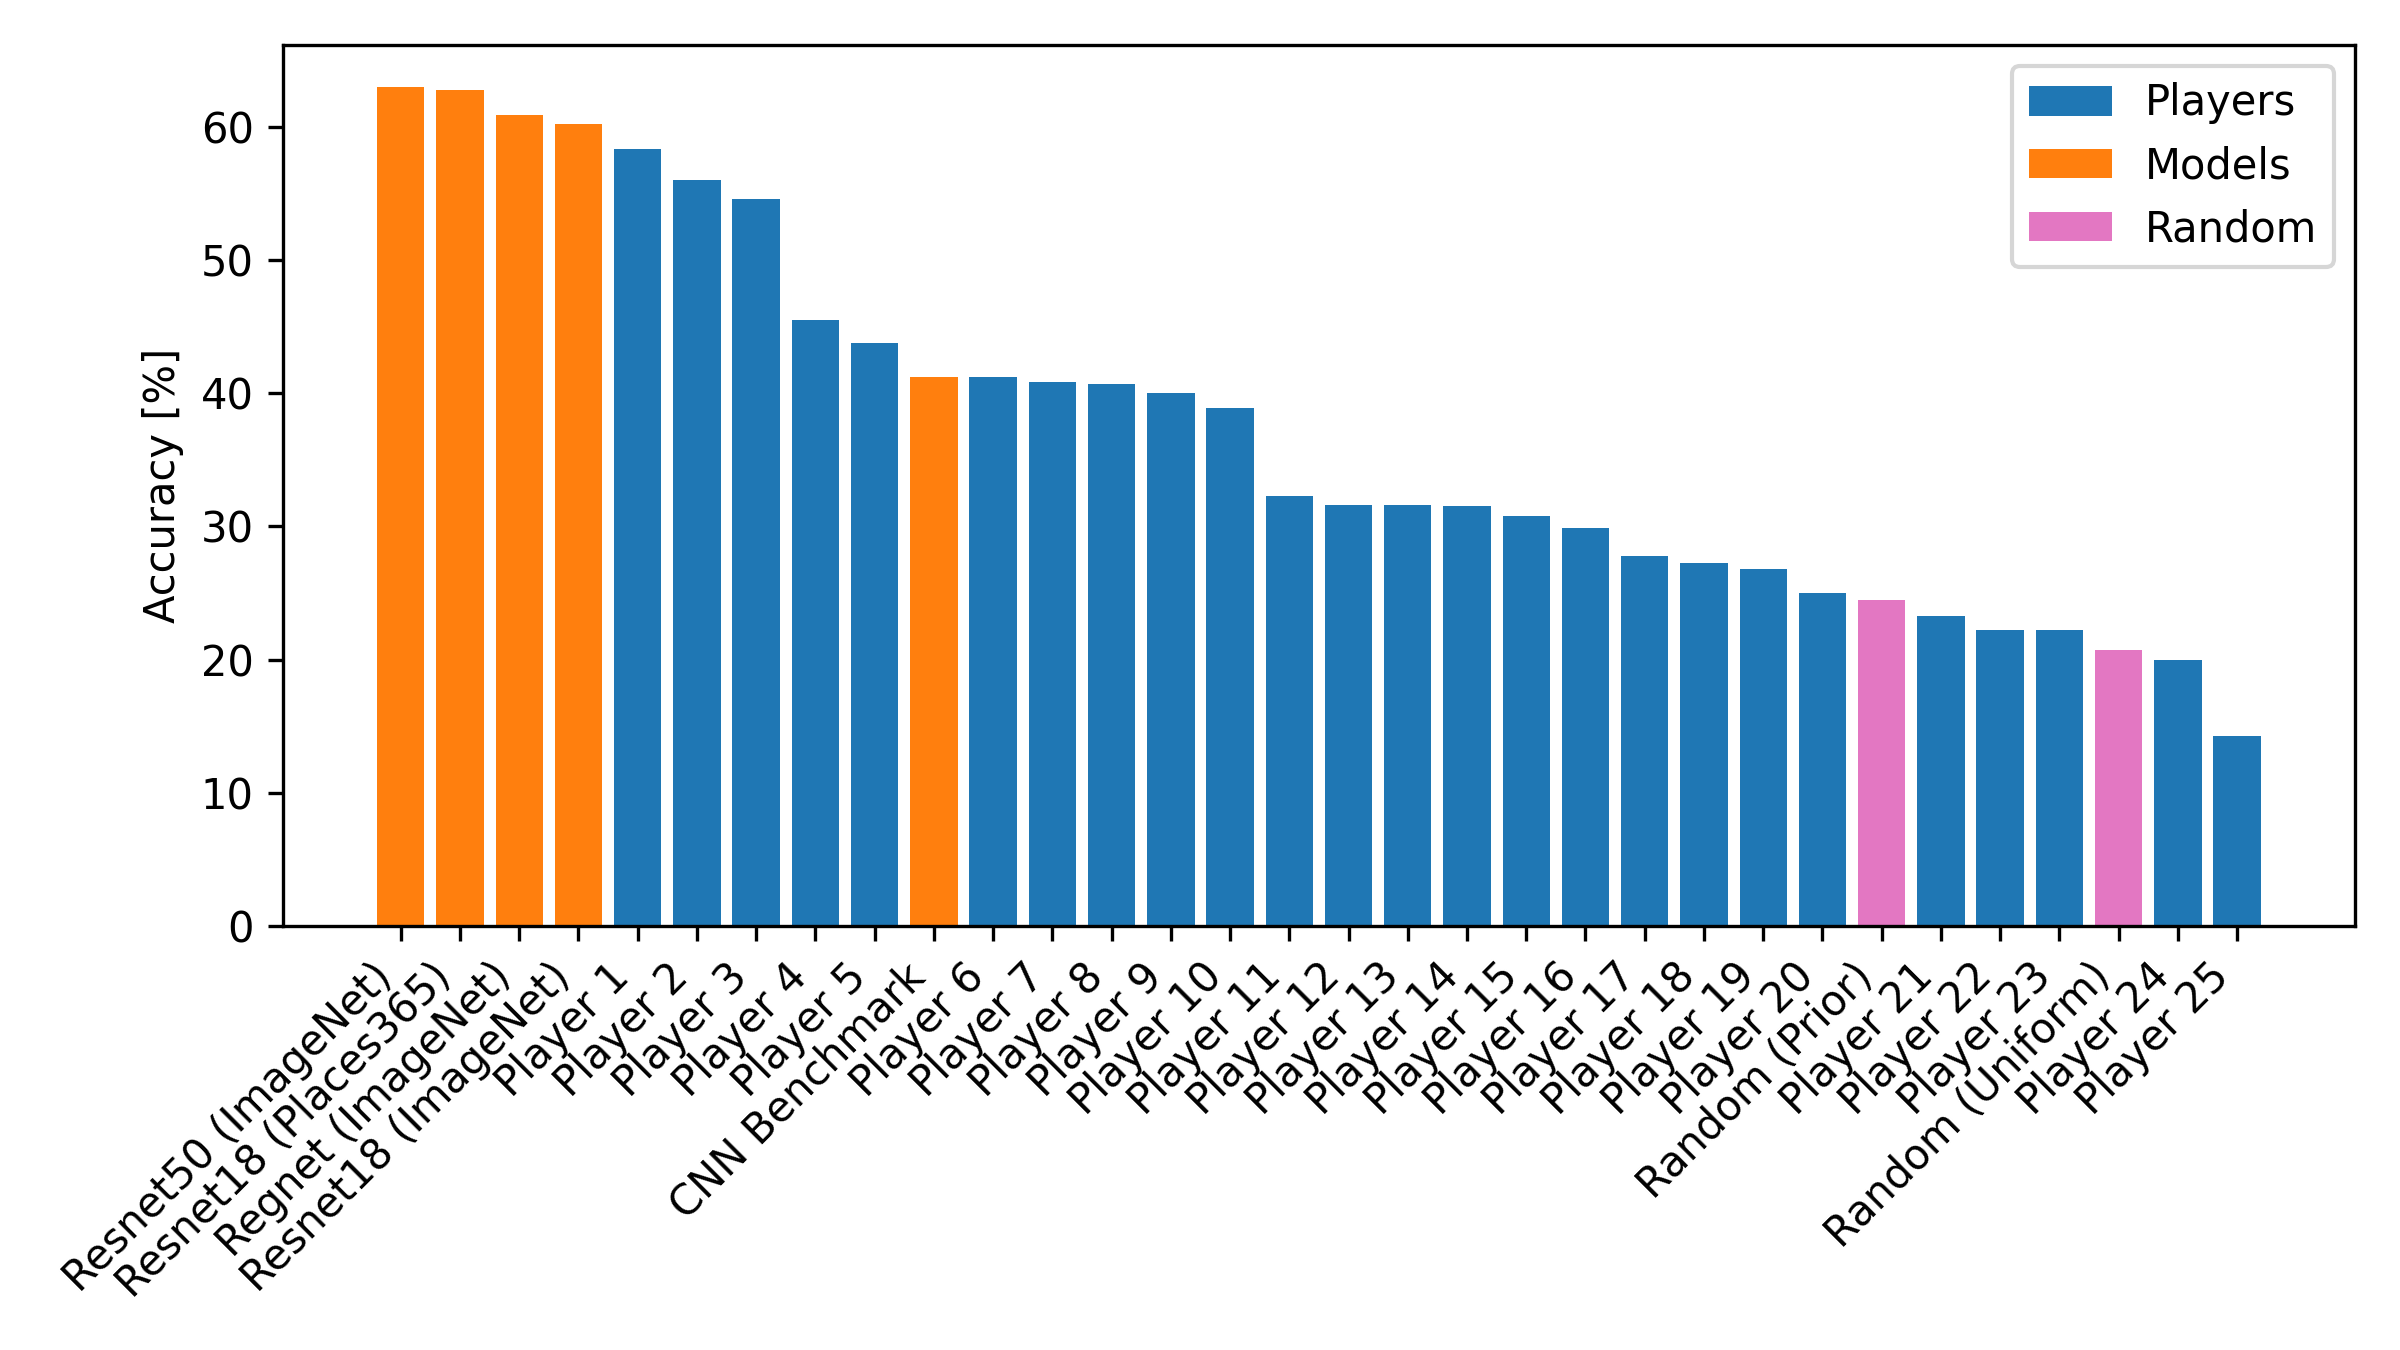 Players
Models
Random
Accuracy [%]
60
50
40
30
20
10
0
Resnet50 (ImageNet)
Resnet18 (Places365)
Regnet (ImageNet)
Resnet18 (ImageNet)
Player 1
Player 2
Player 3
Player 4
Player 5
CNN Benchmark
Player 6
Player 7
Player 8
Player 9
Player 10
Player 11
Player 12
Player 13
Player 14
Player 15
Player 16
Player 17
Player 18
Player 19
Player 20
Random (Prior)
Player 21
Player 22
Player 23
Random (Uniform)
Player 24
Player 25